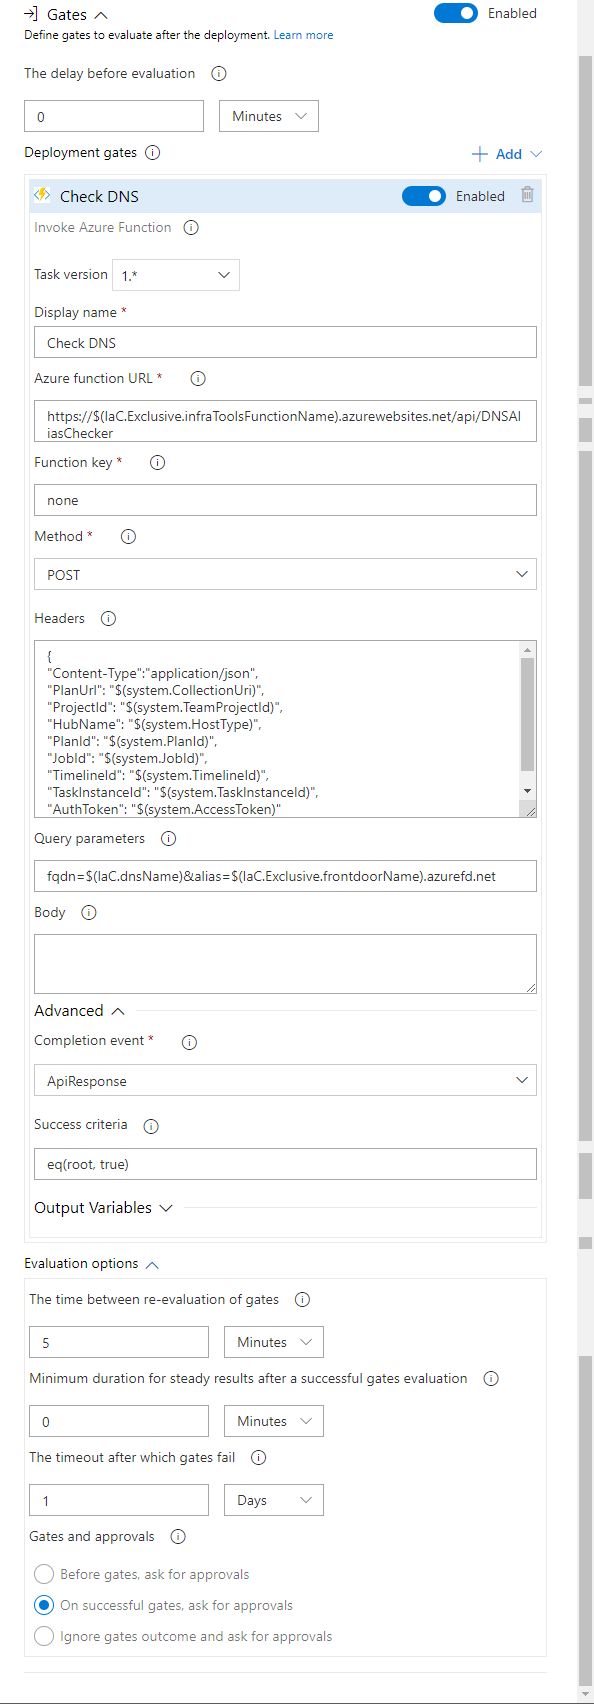 Gates
Enabled
Define gates to evaluate after the deployment. Learn more
The delay before evaluation
0
Minutes
Deployment gates
Add
Check DNS
Enabled
Invoke Azure Function
Task version
1.*
Display name *
Check DNS
Azure function URL *
https://$(IaC.Exclusive.infraToolsFunctionName).azurewebsites.net/api/DNSAl
iasChecker
Function key *
none
Method *
POST
Headers
{
"Content-Type":"application/json",
"PlanUrl": "$(system.CollectionUri)",
"ProjectId": "$(system.TeamProjectId)",
"HubName": "$(system.HostType)",
"PlanId": "$(system.PlanId)",
"JobId": "$(system.JobId)",
"TimelineId": "$(system.TimelineId)",
"TaskInstanceId": "$(system.TaskInstanceId)",
"AuthToken": "$(system.AccessToken)"
Query parameters
fqdn=$(IaC.dnsName)&alias=$(IaC.Exclusive.frontdoorName).azurefd.net
Body
Advanced
Completion event *
ApiResponse
Success criteria
eq(root, true)
Output Variables
Evaluation options
The time between re-evaluation of gates
5
Minutes
Minimum duration for steady results after a successful gates evaluation
0
Minutes
The timeout after which gates fail
1
Days
Gates and approvals
Before gates, ask for approvals
On successful gates, ask for approvals
Ignore gates outcome and ask for approvals